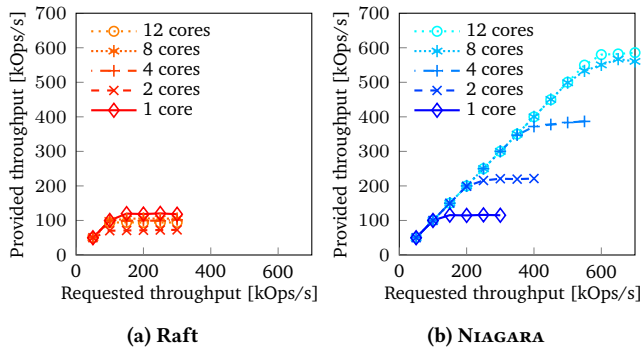 700
600
500
400
300
200
100
0
Provided throughput [kOps/s]
12 cores
8 cores
4 cores
2 cores
1 core
0 200 400 600
Requested throughput [kOps/s]
(a) Raft
700
600
500
400
300
200
100
0
Provided throughput [kOps/s]
12 cores
8 cores
4 cores
2 cores
1 core
0 200 400 600
Requested throughput [kOps/s]
(b) NIAGARA